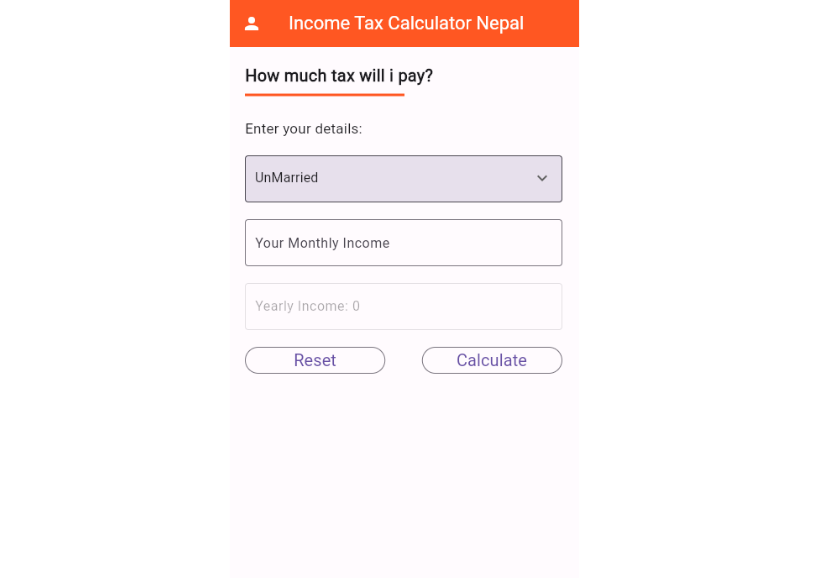 Income Tax Calculator Nepal
How much tax will i pay?
Enter your details:
UnMarried
Your Monthly Income
Yearly Income: 0
Reset Calculate